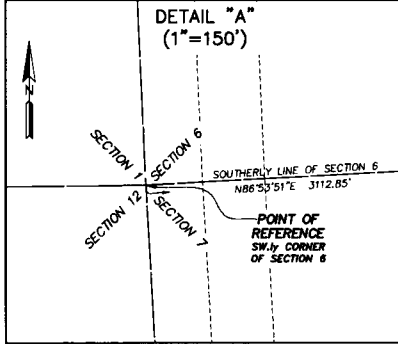 DETAIL "A"
(1"=150')
N
SECTION 1
SECTION 6
SOUTHERLY LINE OF SECTION 6
N86°53'51"E 3112.85'
SECTION 12
SECTION 7
POINT OF
REFERENCE
SW.ly CORNER
OF SECTION 6